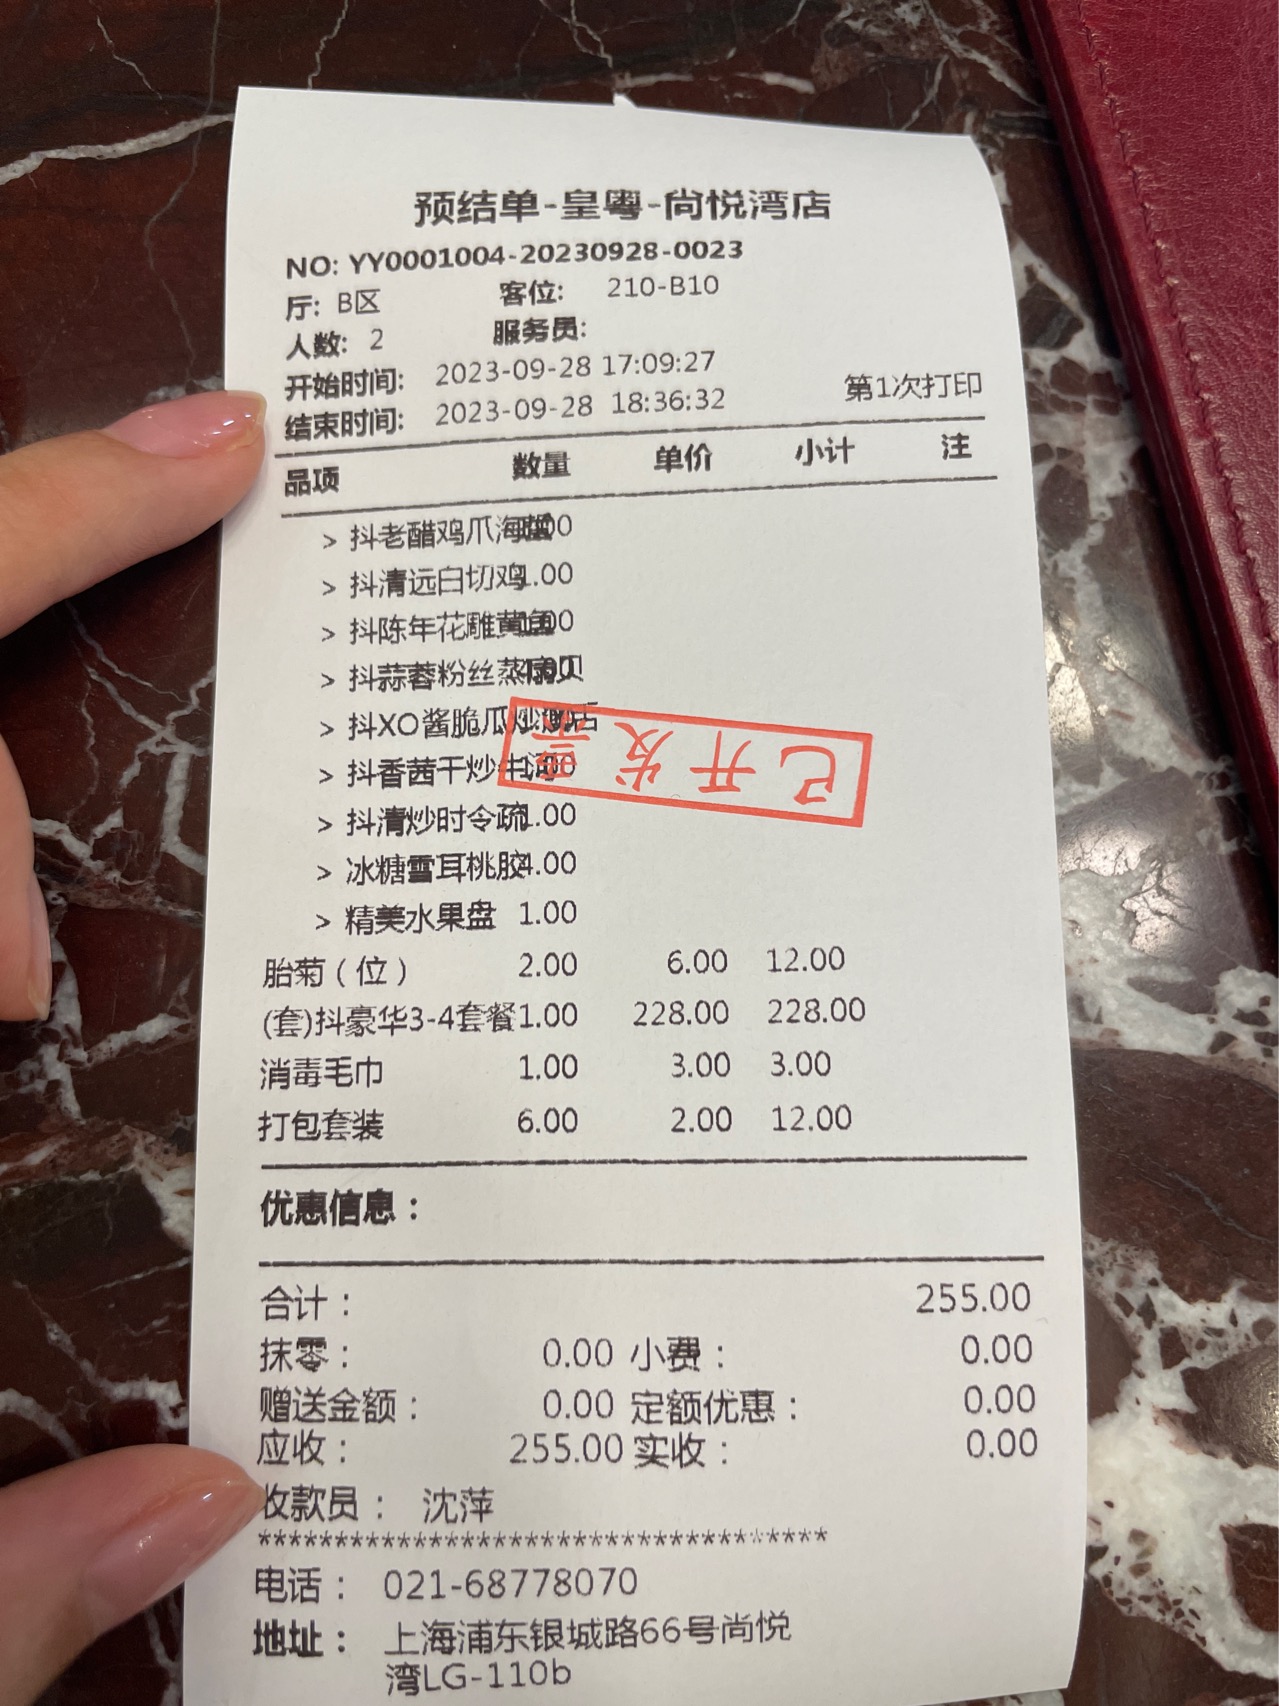 预结单-皇粤-尚悦湾店
NO: YY0001004-20230928-0023
厅: B区 客位: 210-B10
人数: 2 服务员:
开始时间: 2023-09-28 17:09:27
结束时间: 2023-09-28 18:36:32 第1次打印
品项 数量 单价 小计 注
> 抖老醋鸡爪海蜇
> 抖清远白切鸡1.00
> 抖陈年花雕黄鱼1.00
> 抖蒜蓉粉丝蒸扇贝4.00
> 抖XO酱脆瓜炒
> 抖香茜干炒牛河
> 抖清炒时令疏1.00
> 冰糖雪耳桃胶4.00
> 精美水果盘 1.00
已开发票
胎菊（位） 2.00 6.00 12.00
(套)抖豪华3-4套餐1.00 228.00 228.00
消毒毛巾 1.00 3.00 3.00
打包套装 6.00 2.00 12.00
优惠信息：
合计： 255.00
抹零： 0.00 小费： 0.00
赠送金额： 0.00 定额优惠： 0.00
应收： 255.00 实收： 0.00
收款员： 沈萍
*************************************
电话： 021-68778070
地址： 上海浦东银城路66号尚悦
湾LG-110b